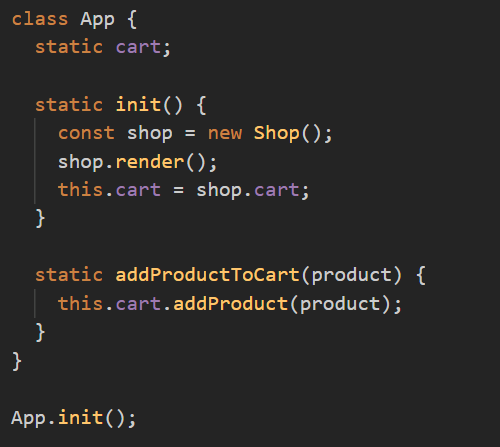 class App {
  static cart;

  static init() {
    const shop = new Shop();
    shop.render();
    this.cart = shop.cart;
  }

  static addProductToCart(product) {
    this.cart.addProduct(product);
  }
}

App.init();